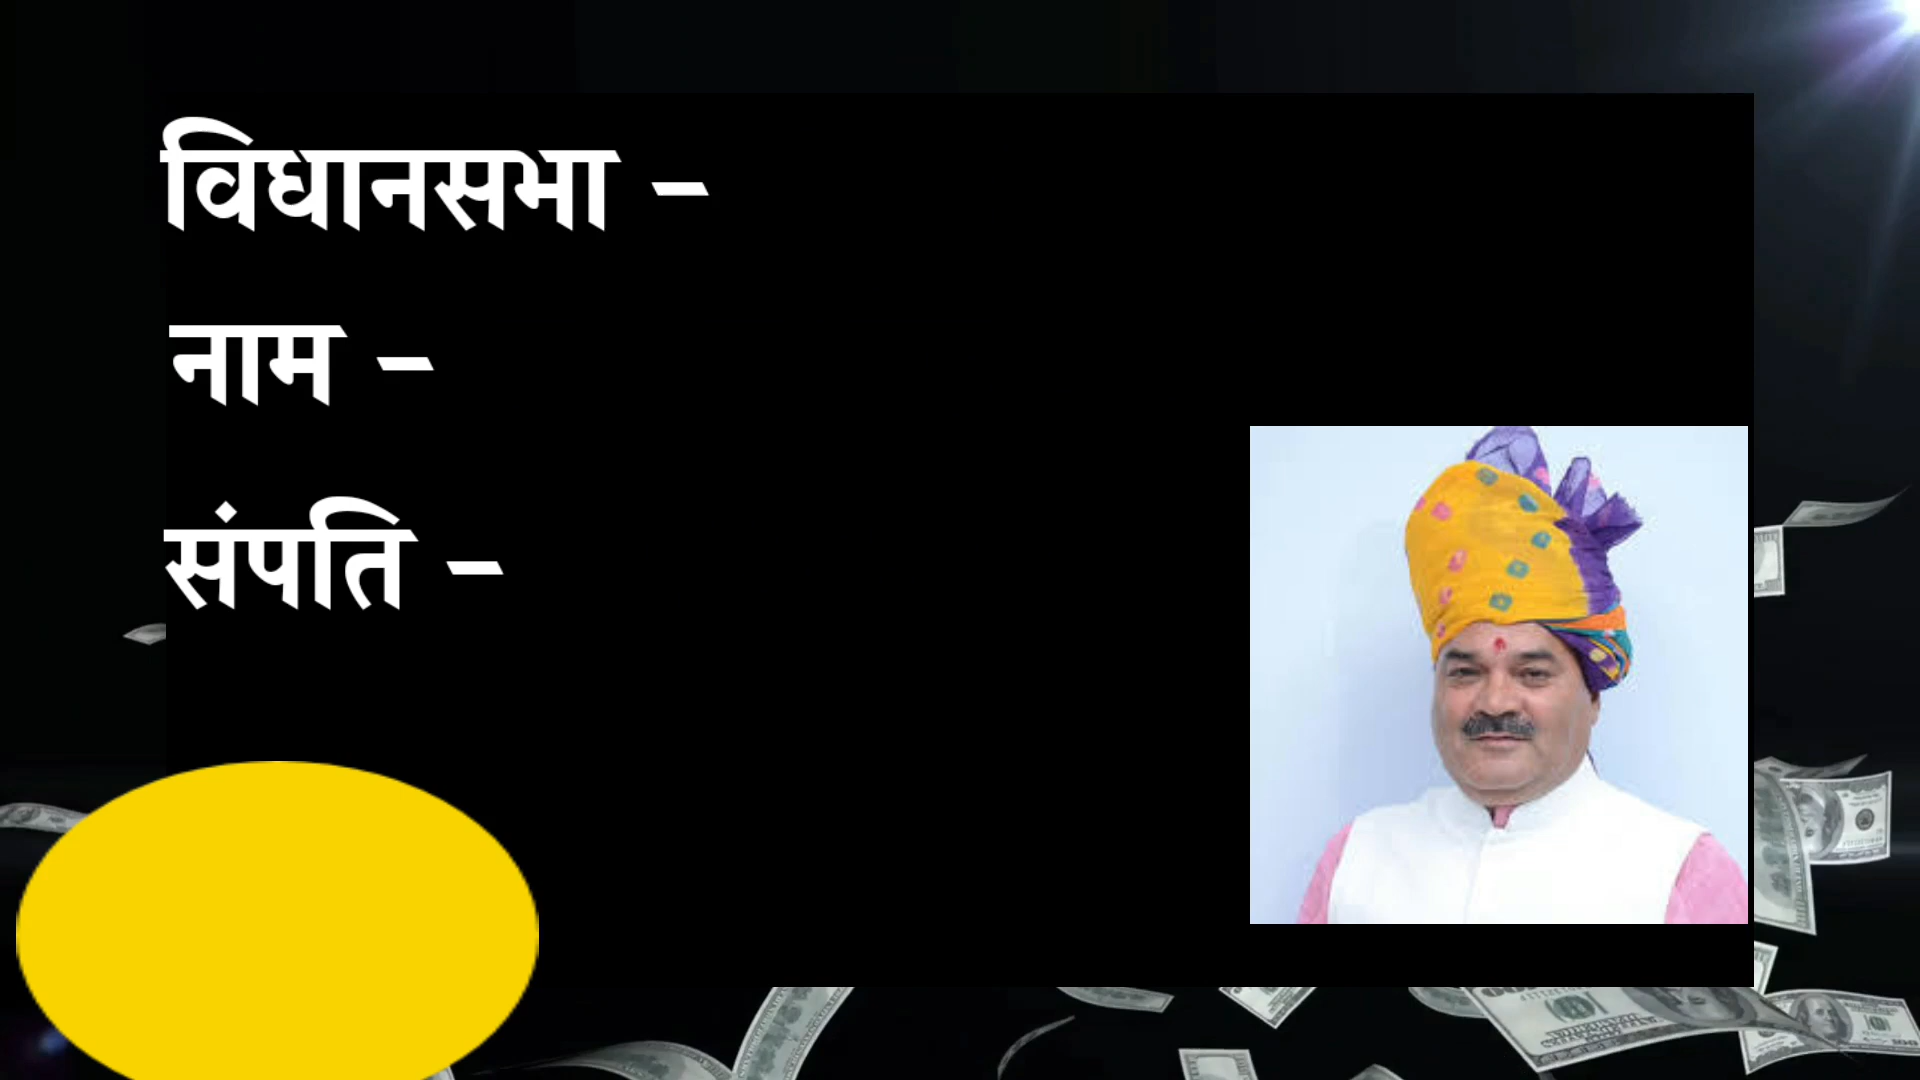 विधानसभा -
नाम -
संपति -